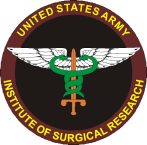 UNITED STATES ARMY
INSTITUTE OF SURGICAL RESEARCH